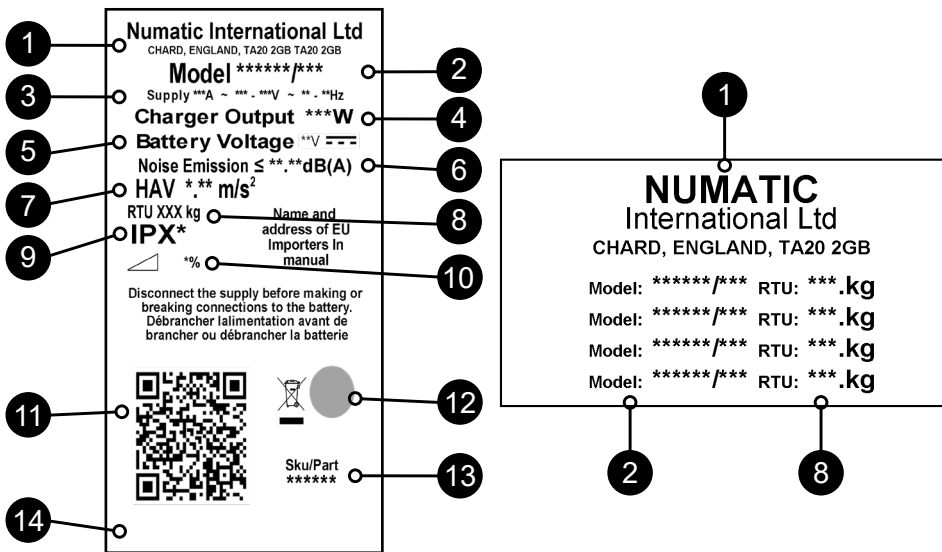 1
Numatic International Ltd
CHARD, ENGLAND, TA20 2GB TA20 2GB
2
Model ******/***
3
Supply ***A ~ *** - ***V ~ ** - **Hz
Charger Output ***W
4
5
Battery Voltage **V
Noise Emission ≤ **.**dB(A)
6
7
HAV *.** m/s²
RTU XXX kg
8
Name and
address of EU
Importers In
manual
9
IPX*
*%
10
Disconnect the supply before making or
breaking connections to the battery.
Débrancher lalimentation avant de
brancher ou débrancher la batterie
11
12
Sku/Part
******
13
14
1
NUMATIC
International Ltd
CHARD, ENGLAND, TA20 2GB
Model: ******/*** RTU: ***.kg
Model: ******/*** RTU: ***.kg
Model: ******/*** RTU: ***.kg
Model: ******/*** RTU: ***.kg
2
8